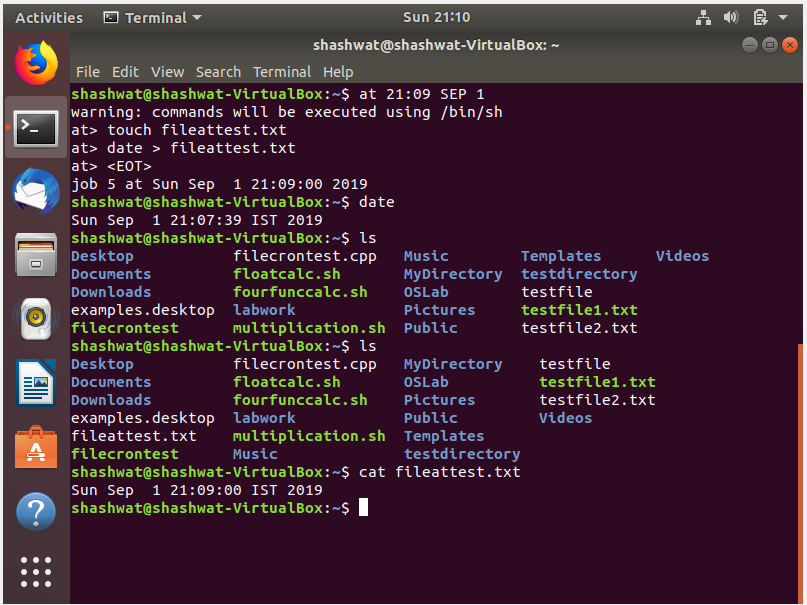 Activities Terminal Sun 21:10
shashwat@shashwat-VirtualBox: ~
File Edit View Search Terminal Help
shashwat@shashwat-VirtualBox:~$ at 21:09 SEP 1
warning: commands will be executed using /bin/sh
at> touch fileattest.txt
at> date > fileattest.txt
at> <EOT>
job 5 at Sun Sep  1 21:09:00 2019
shashwat@shashwat-VirtualBox:~$ date
Sun Sep  1 21:07:39 IST 2019
shashwat@shashwat-VirtualBox:~$ ls
Desktop           filecrontest.cpp   Music        Templates      Videos
Documents         floatcalc.sh       MyDirectory  testdirectory
Downloads         fourfunccalc.sh    OSLab        testfile
examples.desktop  labwork            Pictures     testfile1.txt
filecrontest      multiplication.sh  Public       testfile2.txt
shashwat@shashwat-VirtualBox:~$ ls
Desktop           filecrontest.cpp   MyDirectory    testfile
Documents         floatcalc.sh       OSLab          testfile1.txt
Downloads         fourfunccalc.sh    Pictures       testfile2.txt
examples.desktop  labwork            Public         Videos
fileattest.txt    multiplication.sh  Templates
filecrontest      Music              testdirectory
shashwat@shashwat-VirtualBox:~$ cat fileattest.txt
Sun Sep  1 21:09:00 IST 2019
shashwat@shashwat-VirtualBox:~$